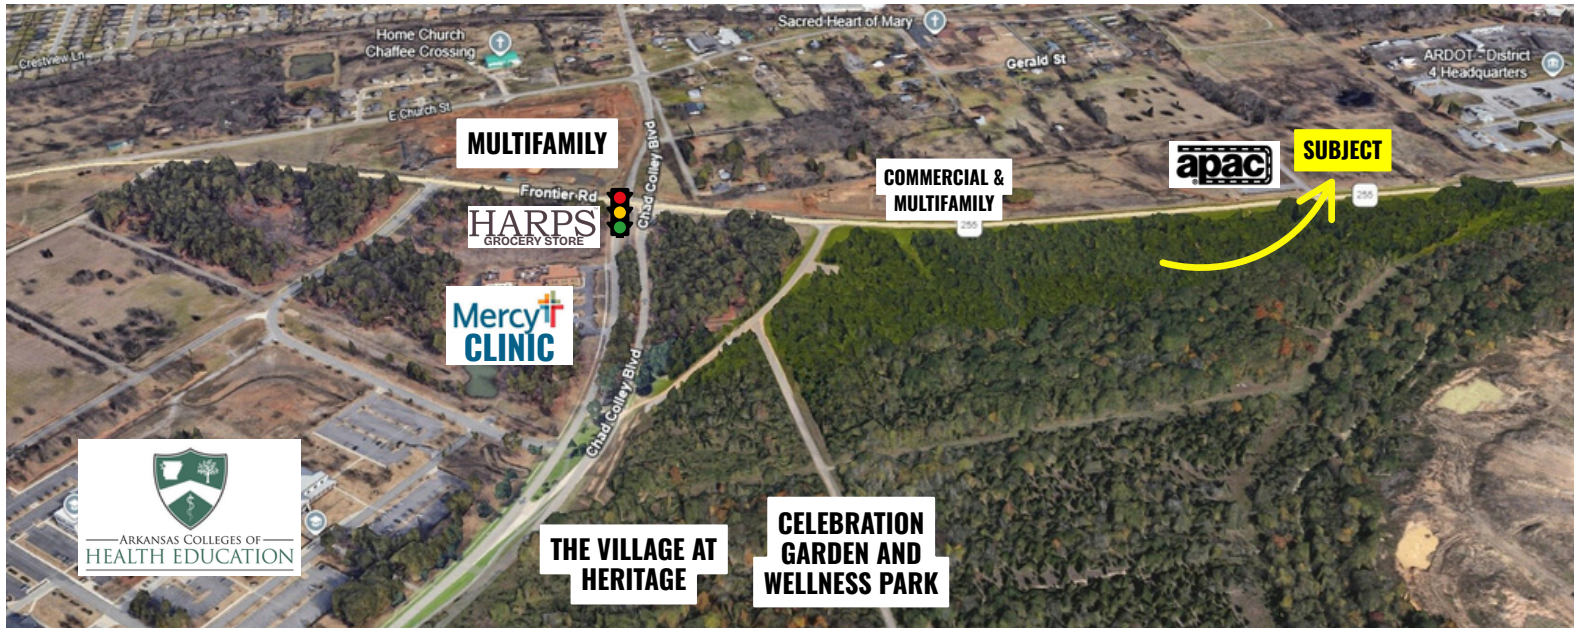 Sacred Heart of Mary
Home Church
Chaffee Crossing
Crestview Ln
Gerald St
ARDOT - District
4 Headquarters
E Church St
MULTIFAMILY
Chad Colley Blvd
apac
SUBJECT
COMMERCIAL &
MULTIFAMILY
Frontier Rd
255
255
HARPS
GROCERY STORE
Mercy
CLINIC
Chad Colley Blvd
ARKANSAS COLLEGES OF
HEALTH EDUCATION
THE VILLAGE AT
HERITAGE
CELEBRATION
GARDEN AND
WELLNESS PARK